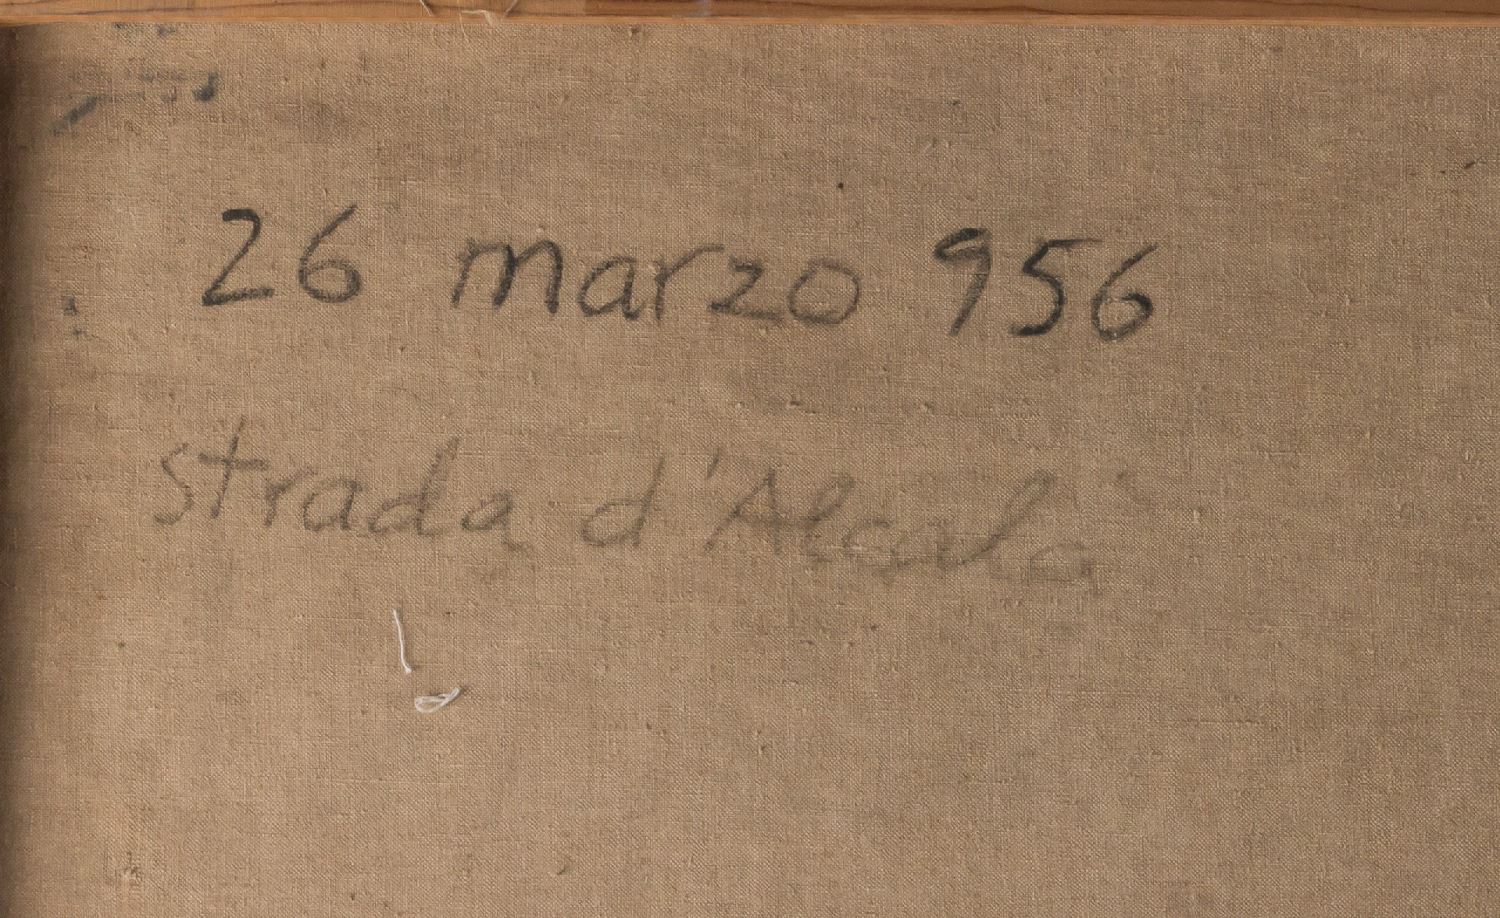 26 marzo 956
strada d'Alcalà